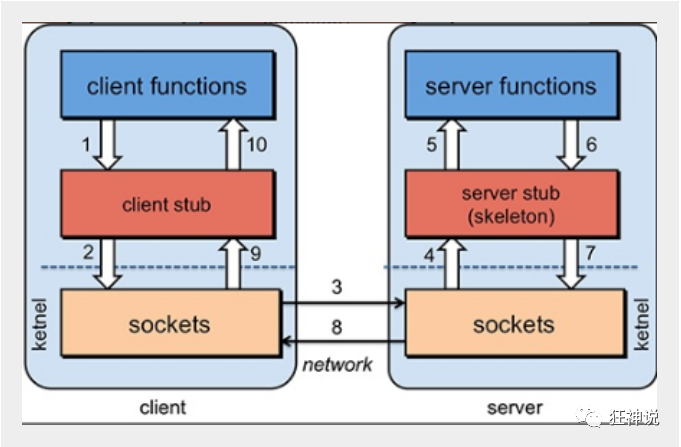 client functions
server functions
1
10
5
6
client stub
server stub
(skeleton)
2
9
4
7
ketnel
sockets
3
8
network
sockets
ketnel
client
server
狂神说